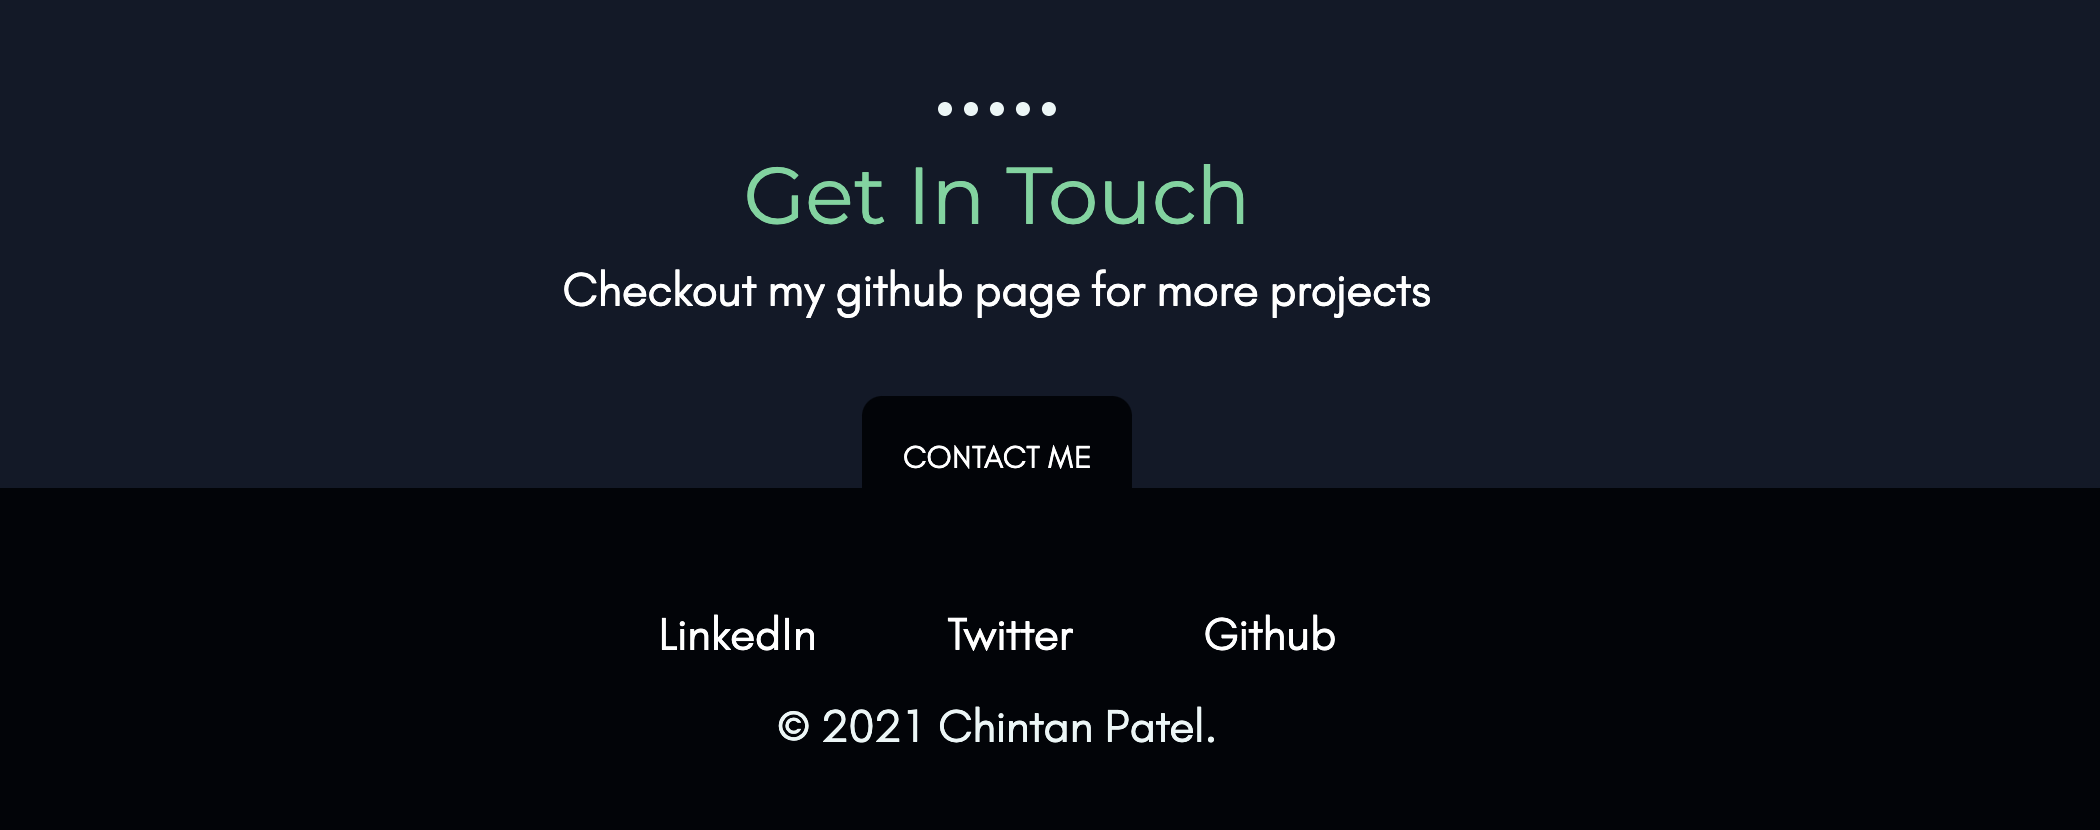 Get In Touch
Checkout my github page for more projects
CONTACT ME
LinkedIn Twitter Github
© 2021 Chintan Patel.